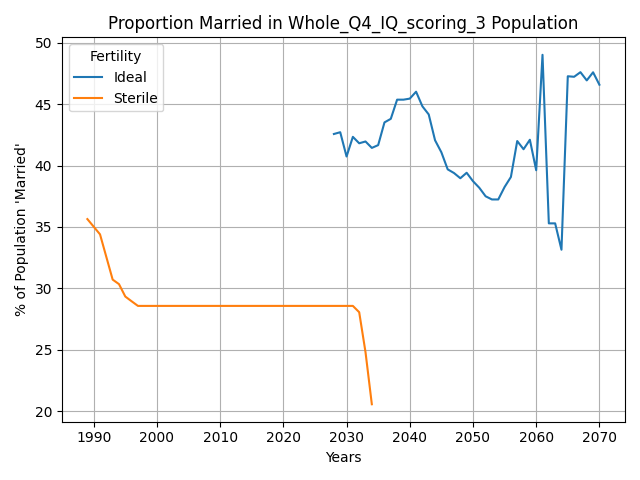 Proportion Married in Whole_Q4_IQ_scoring_3 Population
Fertility
Ideal
Sterile
% of Population 'Married'
50
45
40
35
30
25
20
1990
2000
2010
2020
2030
2040
2050
2060
2070
Years